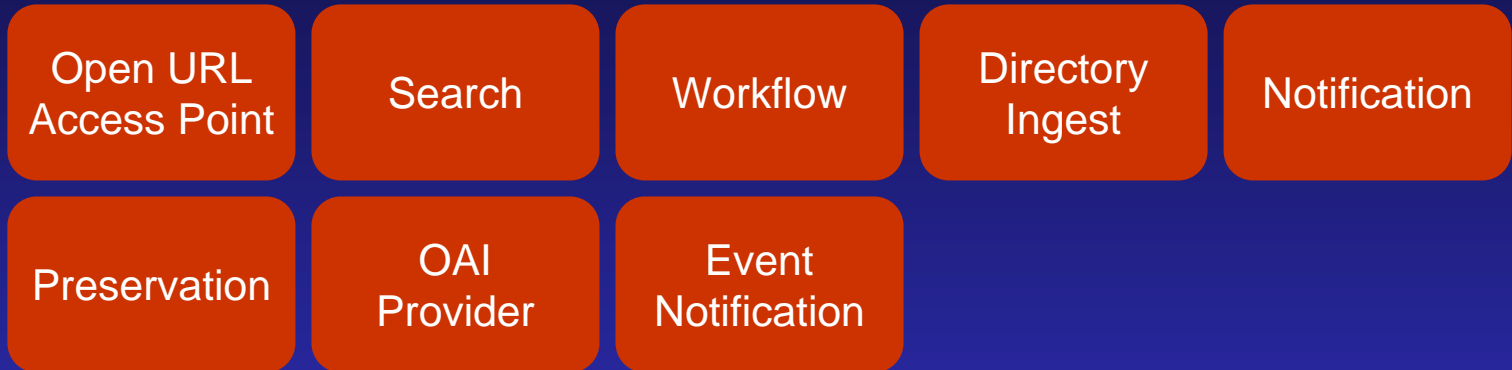 Open URL
Access Point
Search
Workflow
Directory
Ingest
Notification
Preservation
OAI
Provider
Event
Notification